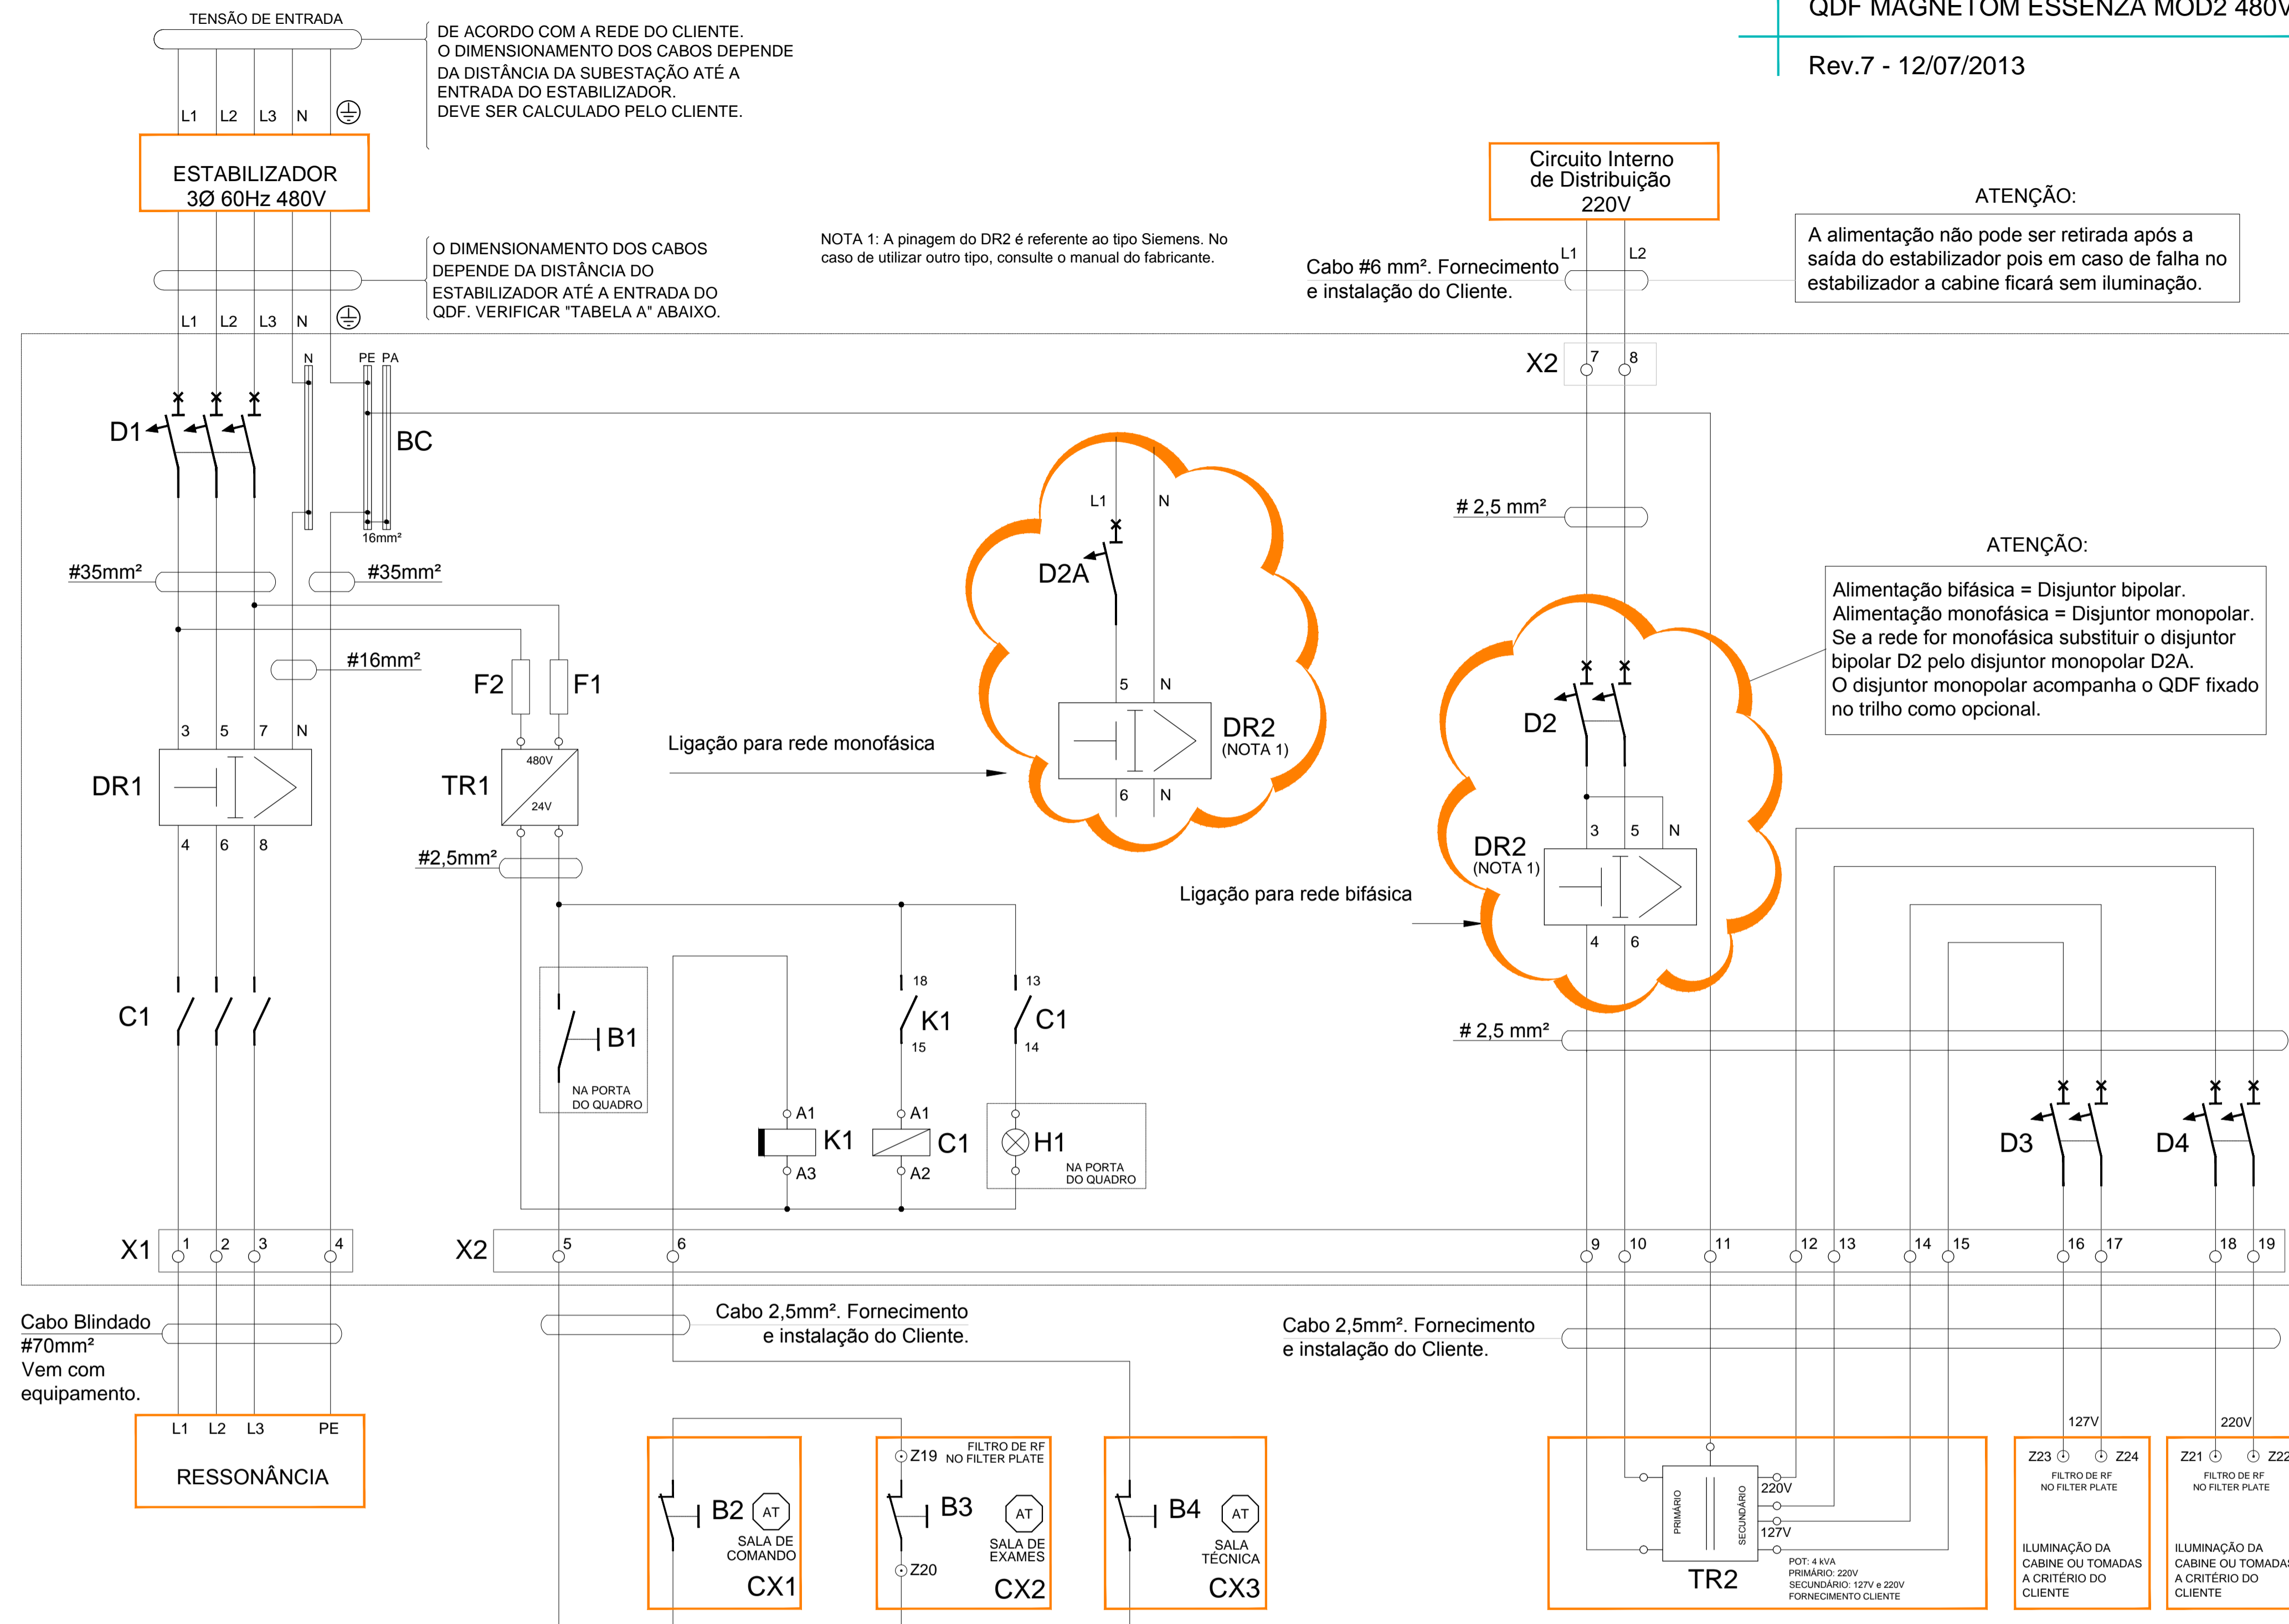 QDF MAGNETOM ESSENZA MOD2 480V
Rev.7 - 12/07/2013
TENSÃO DE ENTRADA
DE ACORDO COM A REDE DO CLIENTE.
O DIMENSIONAMENTO DOS CABOS DEPENDE
DA DISTÂNCIA DA SUBESTAÇÃO ATÉ A
ENTRADA DO ESTABILIZADOR.
DEVE SER CALCULADO PELO CLIENTE.
L1 L2 L3 N
ESTABILIZADOR
3Ø 60Hz 480V
O DIMENSIONAMENTO DOS CABOS
DEPENDE DA DISTÂNCIA DO
ESTABILIZADOR ATÉ A ENTRADA DO
QDF. VERIFICAR "TABELA A" ABAIXO.
L1 L2 L3 N
NOTA 1: A pinagem do DR2 é referente ao tipo Siemens. No
caso de utilizar outro tipo, consulte o manual do fabricante.
Circuito Interno
de Distribuição
220V
L1 L2
Cabo #6 mm². Fornecimento
e instalação do Cliente.
ATENÇÃO:
A alimentação não pode ser retirada após a
saída do estabilizador pois em caso de falha no
estabilizador a cabine ficará sem iluminação.
X2 7 8
N PE PA
D1
BC
16mm²
#35mm²
#35mm²
#16mm²
F2 F1
3 5 7 N
DR1
4 6 8
480V
TR1
24V
#2,5mm²
L1 N
D2A
5 N
DR2
(NOTA 1)
6 N
Ligação para rede monofásica
# 2,5 mm²
ATENÇÃO:
Alimentação bifásica = Disjuntor bipolar.
Alimentação monofásica = Disjuntor monopolar.
Se a rede for monofásica substituir o disjuntor
bipolar D2 pelo disjuntor monopolar D2A.
O disjuntor monopolar acompanha o QDF fixado
no trilho como opcional.
D2
3 5 N
DR2
(NOTA 1)
4 6
Ligação para rede bifásica
# 2,5 mm²
C1
B1
NA PORTA
DO QUADRO
18
K1
15
13
C1
14
A1
K1
A3
A1
C1
A2
H1
NA PORTA
DO QUADRO
D3
D4
X1 1 2 3 4
X2 5 6 9 10 11 12 13 14 15 16 17 18 19
Cabo Blindado
#70mm²
Vem com
equipamento.
Cabo 2,5mm². Fornecimento
e instalação do Cliente.
Cabo 2,5mm². Fornecimento
e instalação do Cliente.
L1 L2 L3 PE
RESSONÂNCIA
B2 AT
SALA DE
COMANDO
CX1
Z19
FILTRO DE RF
NO FILTER PLATE
B3 AT
SALA DE
EXAMES
Z20
CX2
B4 AT
SALA
TÉCNICA
CX3
PRIMÁRIO
SECUNDÁRIO
220V
127V
TR2
POT: 4 kVA
PRIMÁRIO: 220V
SECUNDÁRIO: 127V e 220V
FORNECIMENTO CLIENTE
127V
Z23 Z24
FILTRO DE RF
NO FILTER PLATE
ILUMINAÇÃO DA
CABINE OU TOMADAS
A CRITÉRIO DO
CLIENTE
220V
Z21 Z22
FILTRO DE RF
NO FILTER PLATE
ILUMINAÇÃO DA
CABINE OU TOMADAS
A CRITÉRIO DO
CLIENTE